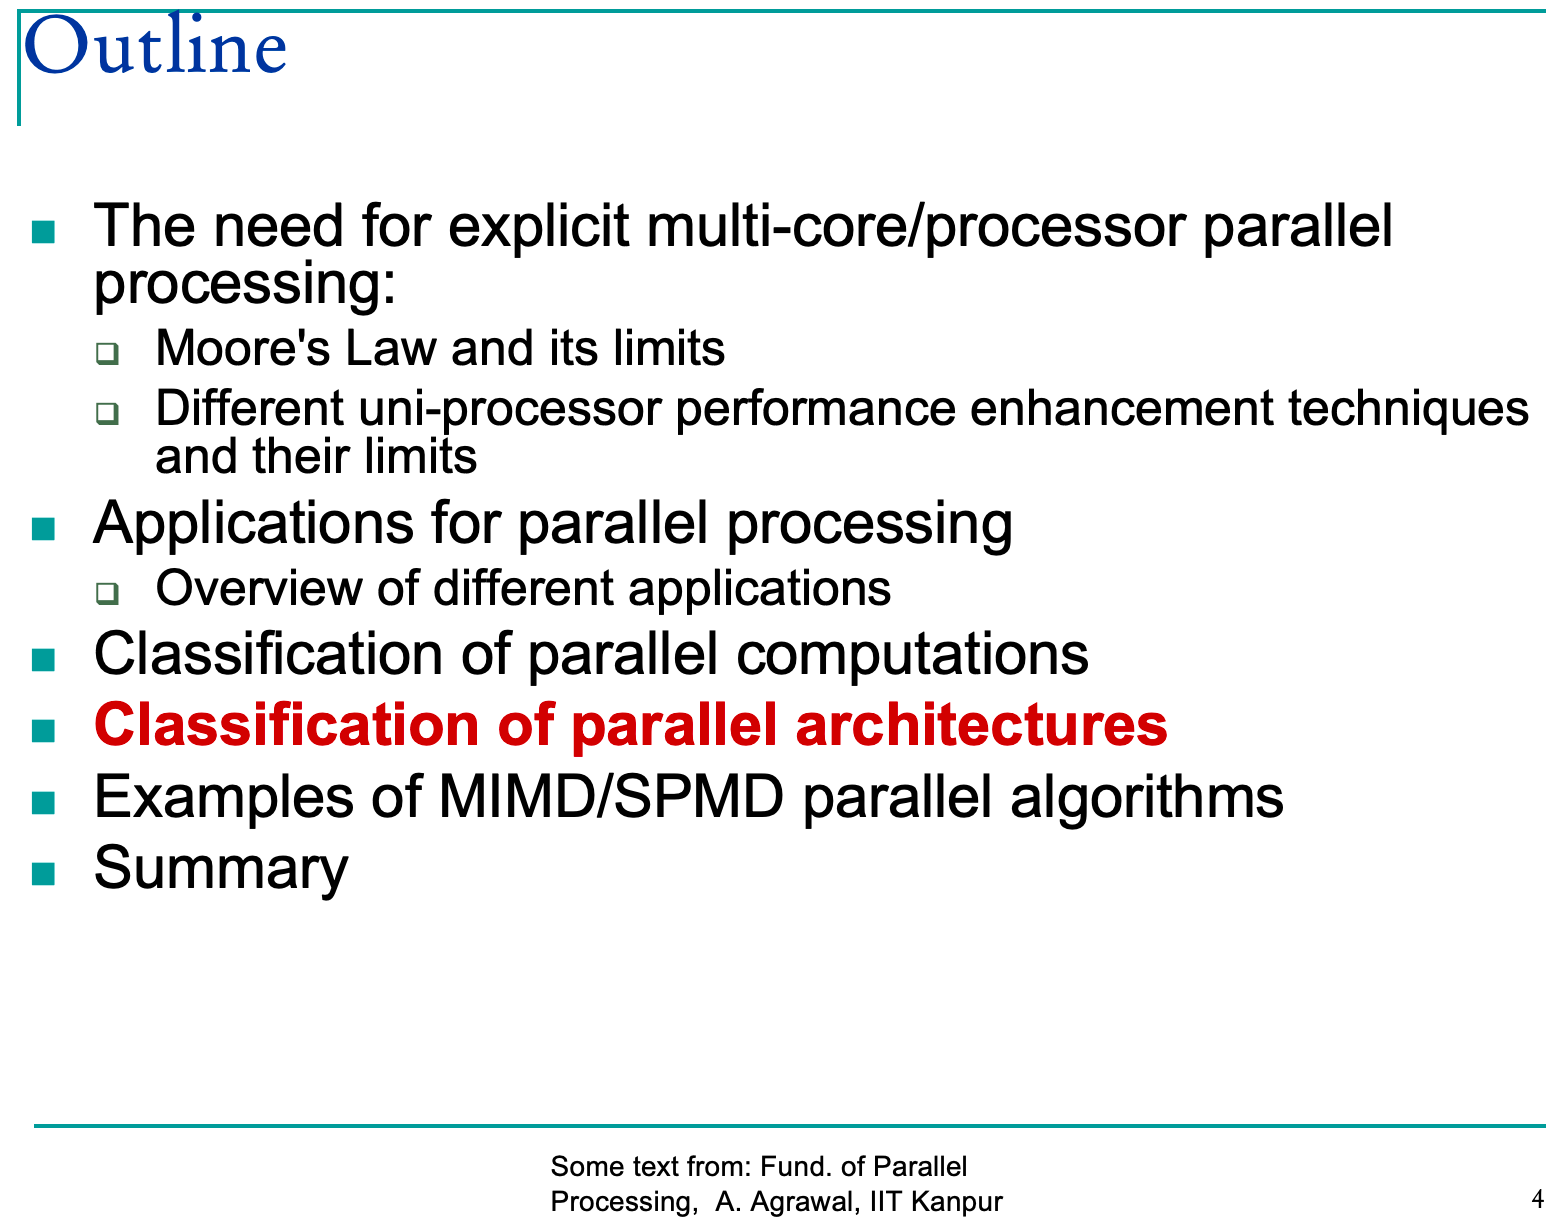 Outline
The need for explicit multi-core/processor parallel
processing:
Moore's Law and its limits
Different uni-processor performance enhancement techniques
and their limits
Applications for parallel processing
Overview of different applications
Classification of parallel computations
Classification of parallel architectures
Examples of MIMD/SPMD parallel algorithms
Summary
Some text from: Fund. of Parallel
Processing,  A. Agrawal, IIT Kanpur
4